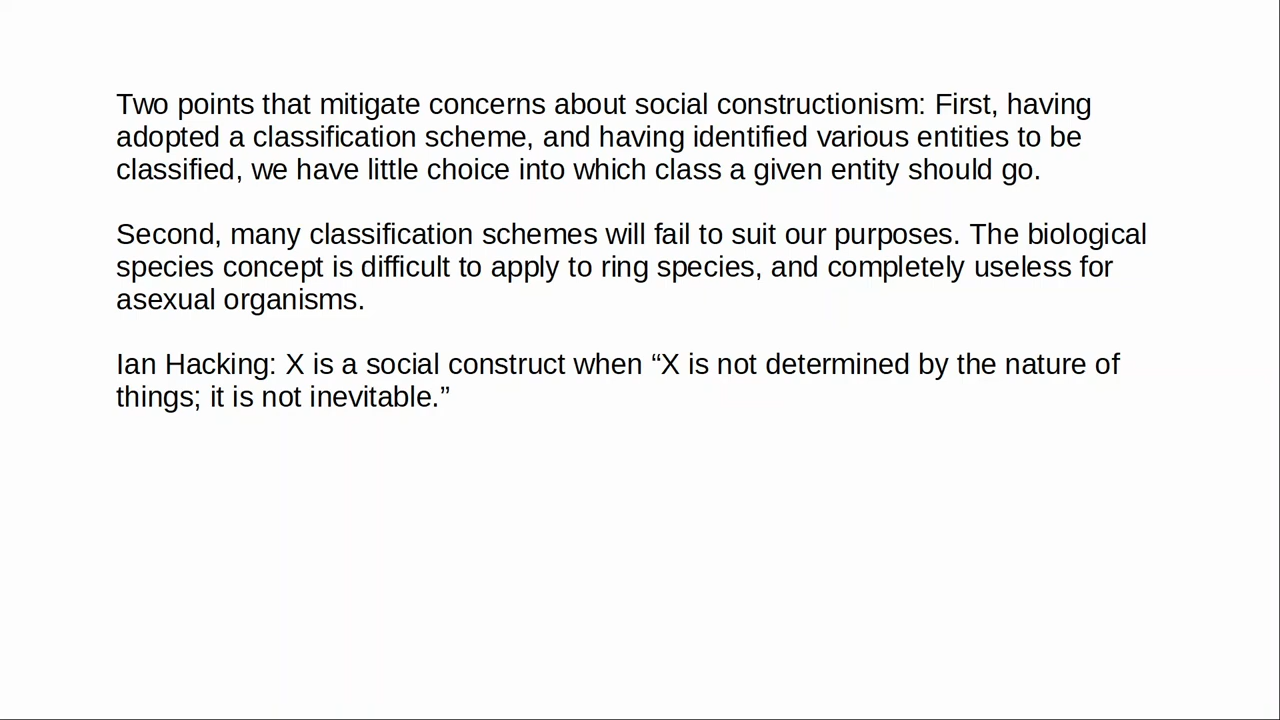 Two points that mitigate concerns about social constructionism: First, having
adopted a classification scheme, and having identified various entities to be
classified, we have little choice into which class a given entity should go.
Second, many classification schemes will fail to suit our purposes. The biological
species concept is difficult to apply to ring species, and completely useless for
asexual organisms.
Ian Hacking: X is a social construct when “X is not determined by the nature of
things; it is not inevitable.”